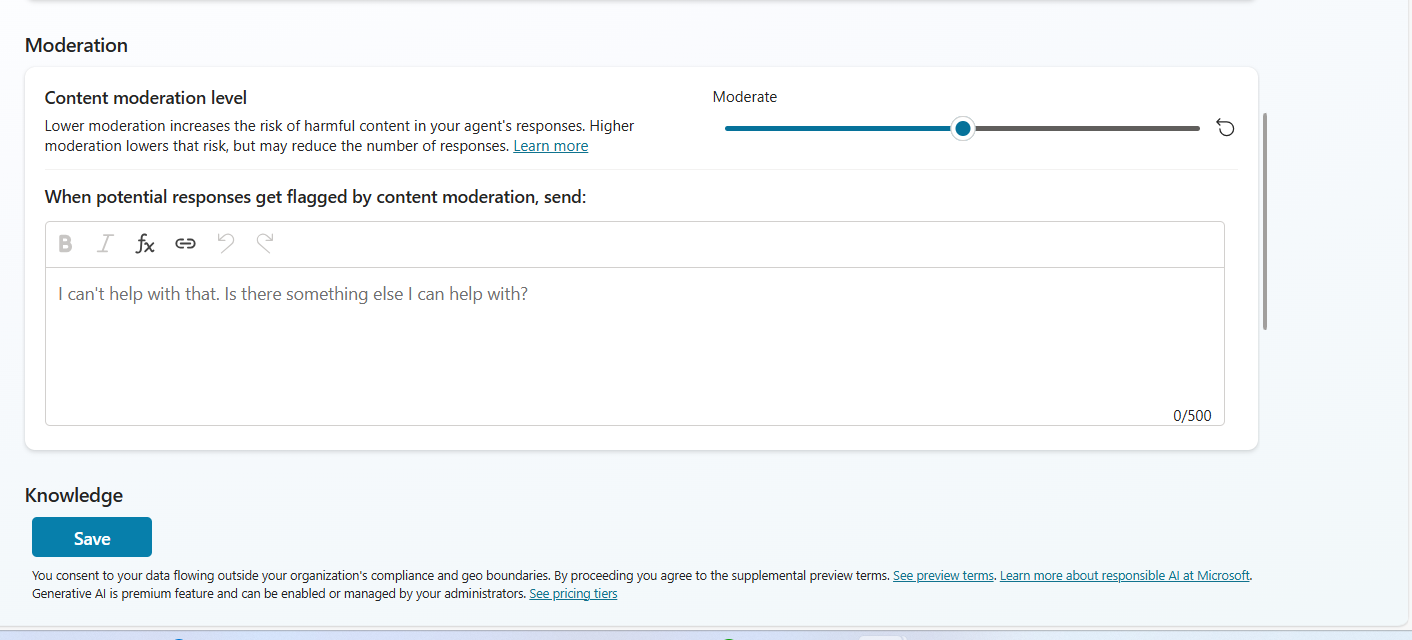 Moderation
Content moderation level
Moderate
Lower moderation increases the risk of harmful content in your agent's responses. Higher
moderation lowers that risk, but may reduce the number of responses. Learn more
When potential responses get flagged by content moderation, send:
B I fx
I can't help with that. Is there something else I can help with?
0/500
Knowledge
Save
You consent to your data flowing outside your organization's compliance and geo boundaries. By proceeding you agree to the supplemental preview terms. See preview terms. Learn more about responsible AI at Microsoft.
Generative AI is premium feature and can be enabled or managed by your administrators. See pricing tiers